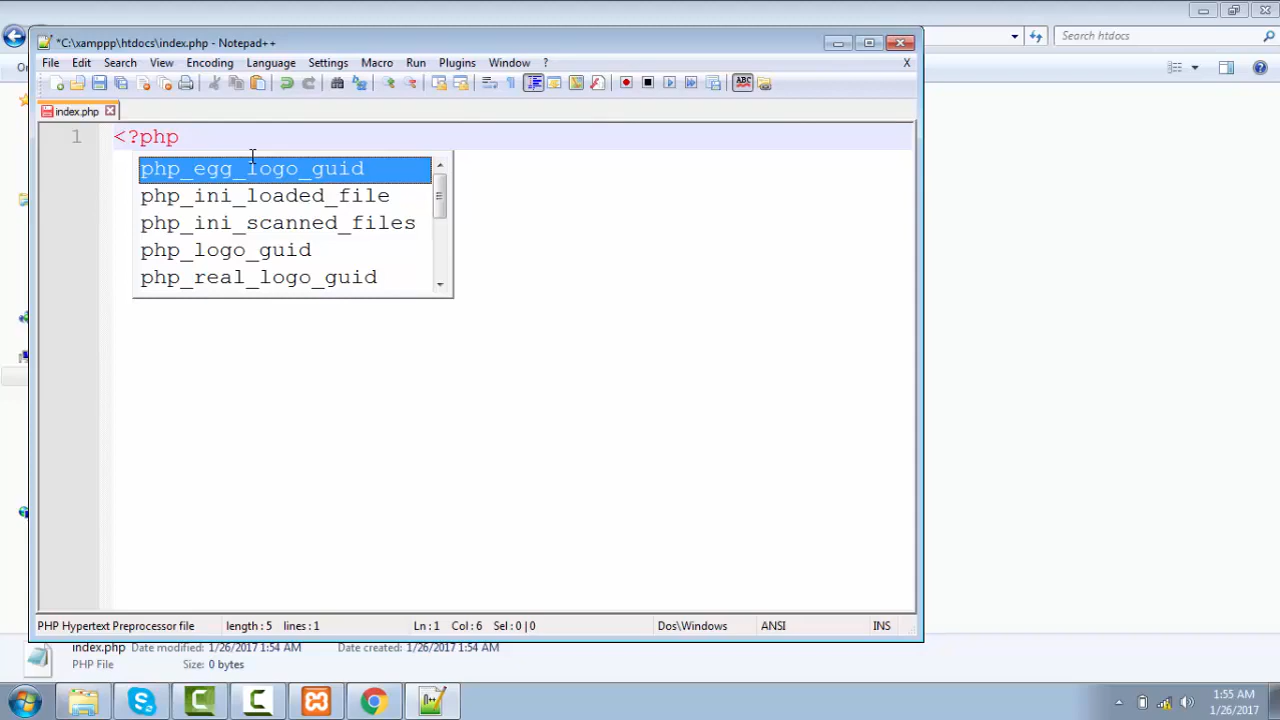 *C:\xamppp\htdocs\index.php - Notepad++
Search htdocs
File Edit Search View Encoding Language Settings Macro Run Plugins Window ? X
ABC
index.php
1 <?php
php_egg_logo_guid
php_ini_loaded_file
php_ini_scanned_files
php_logo_guid
php_real_logo_guid
PHP Hypertext Preprocessor file length : 5 lines : 1 Ln : 1 Col : 6 Sel : 0 | 0 Dos\Windows ANSI INS
index.php Date modified: 1/26/2017 1:54 AM Date created: 1/26/2017 1:54 AM
PHP File Size: 0 bytes
1:55 AM
1/26/2017